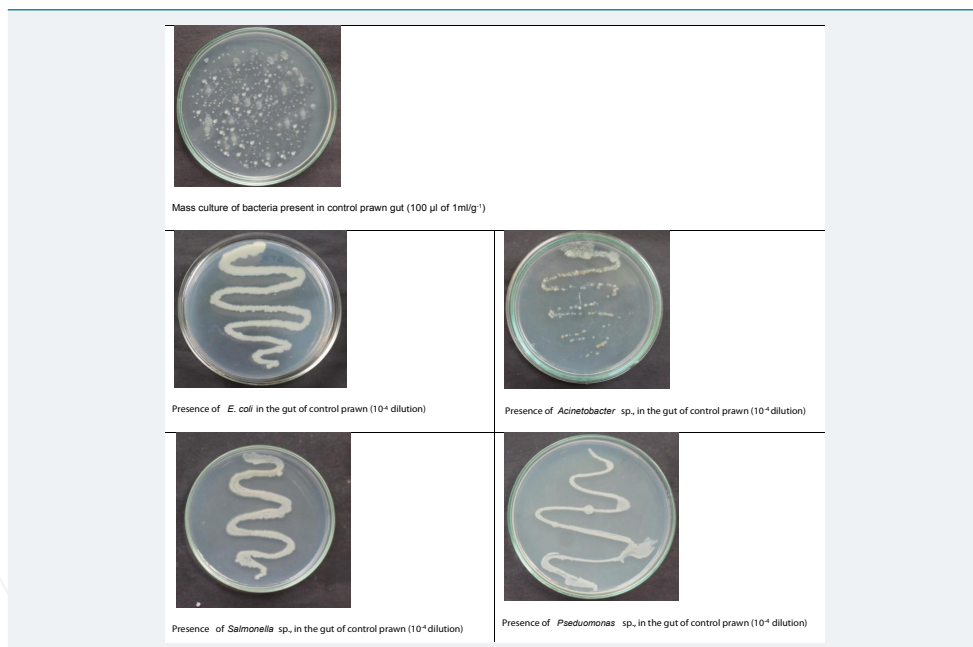 Mass culture of bacteria present in control prawn gut (100 µl of 1ml/g⁻¹)
Presence of E. coli in the gut of control prawn (10⁻⁴ dilution)
Presence of Acinetobacter sp., in the gut of control prawn (10⁻⁴ dilution)
Presence of Salmonella sp., in the gut of control prawn (10⁻⁴ dilution)
Presence of Pseduomonas sp., in the gut of control prawn (10⁻⁴ dilution)